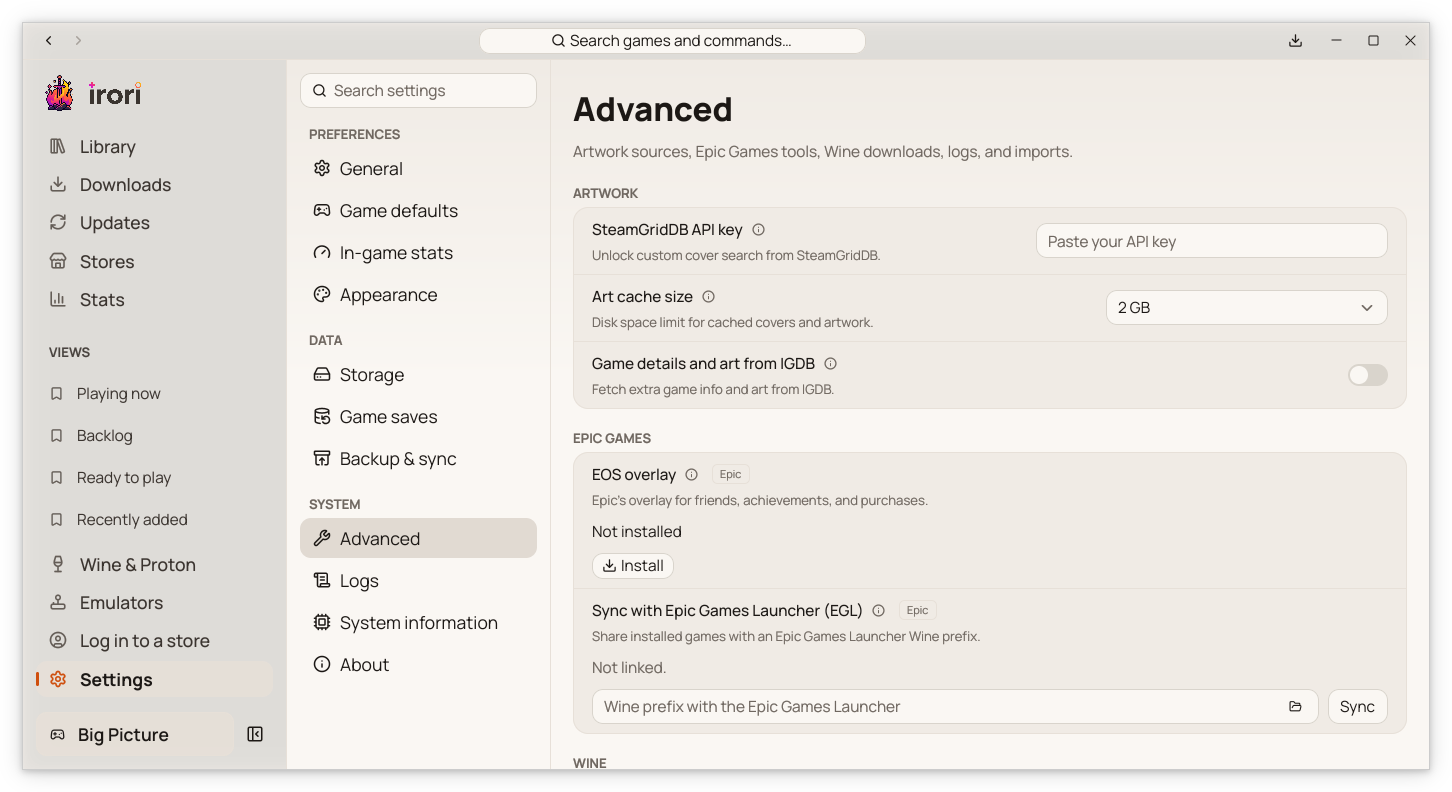 Search games and commands...
irori
Library
Downloads
Updates
Stores
Stats
VIEWS
Playing now
Backlog
Ready to play
Recently added
Wine & Proton
Emulators
Log in to a store
Settings
Big Picture
Search settings
PREFERENCES
General
Game defaults
In-game stats
Appearance
DATA
Storage
Game saves
Backup & sync
SYSTEM
Advanced
Logs
System information
About
Advanced
Artwork sources, Epic Games tools, Wine downloads, logs, and imports.
ARTWORK
SteamGridDB API key
Unlock custom cover search from SteamGridDB.
Paste your API key
Art cache size
Disk space limit for cached covers and artwork.
2 GB
Game details and art from IGDB
Fetch extra game info and art from IGDB.
EPIC GAMES
EOS overlay Epic
Epic's overlay for friends, achievements, and purchases.
Not installed
Install
Sync with Epic Games Launcher (EGL) Epic
Share installed games with an Epic Games Launcher Wine prefix.
Not linked.
Wine prefix with the Epic Games Launcher
Sync
WINE